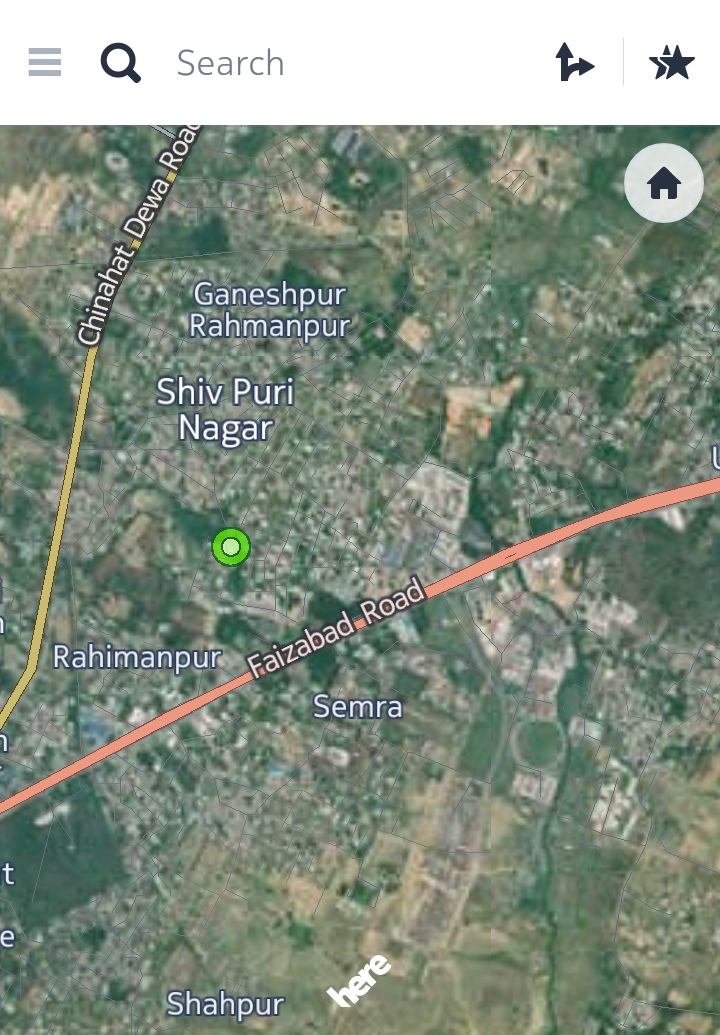 Search
Chinahat Dewa Road
Ganeshpur
Rahmanpur
Shiv Puri
Nagar
Faizabad Road
Rahimanpur
Semra
here
Shahpur